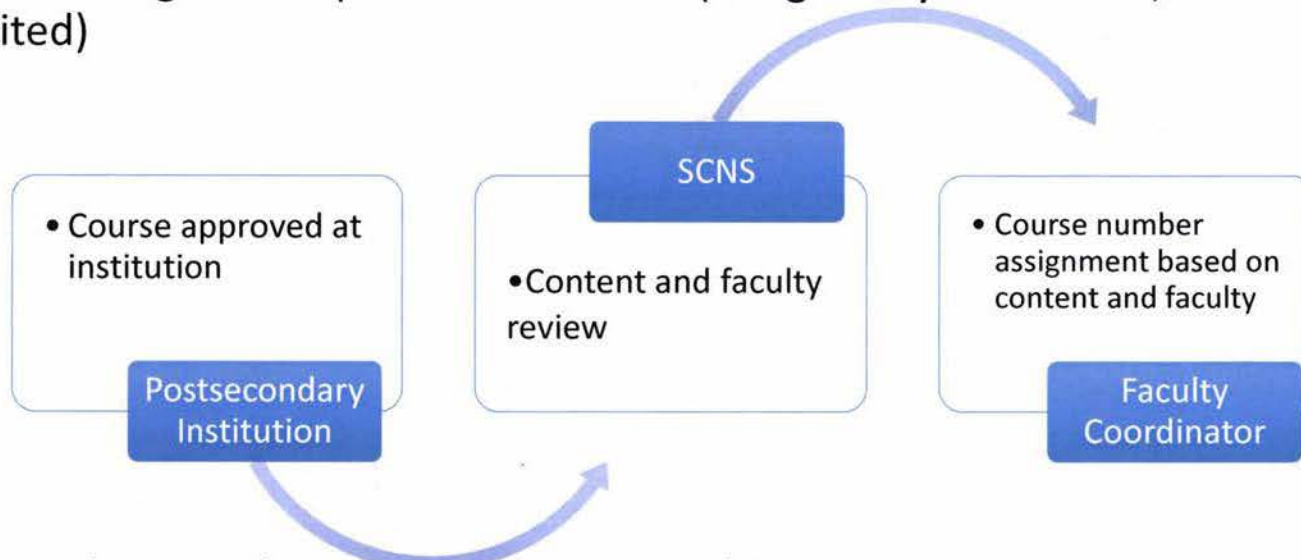 ited)
SCNS
• Course approved at
institution
•Content and faculty
review
• Course number
assignment based on
content and faculty
Postsecondary
Institution
Faculty
Coordinator